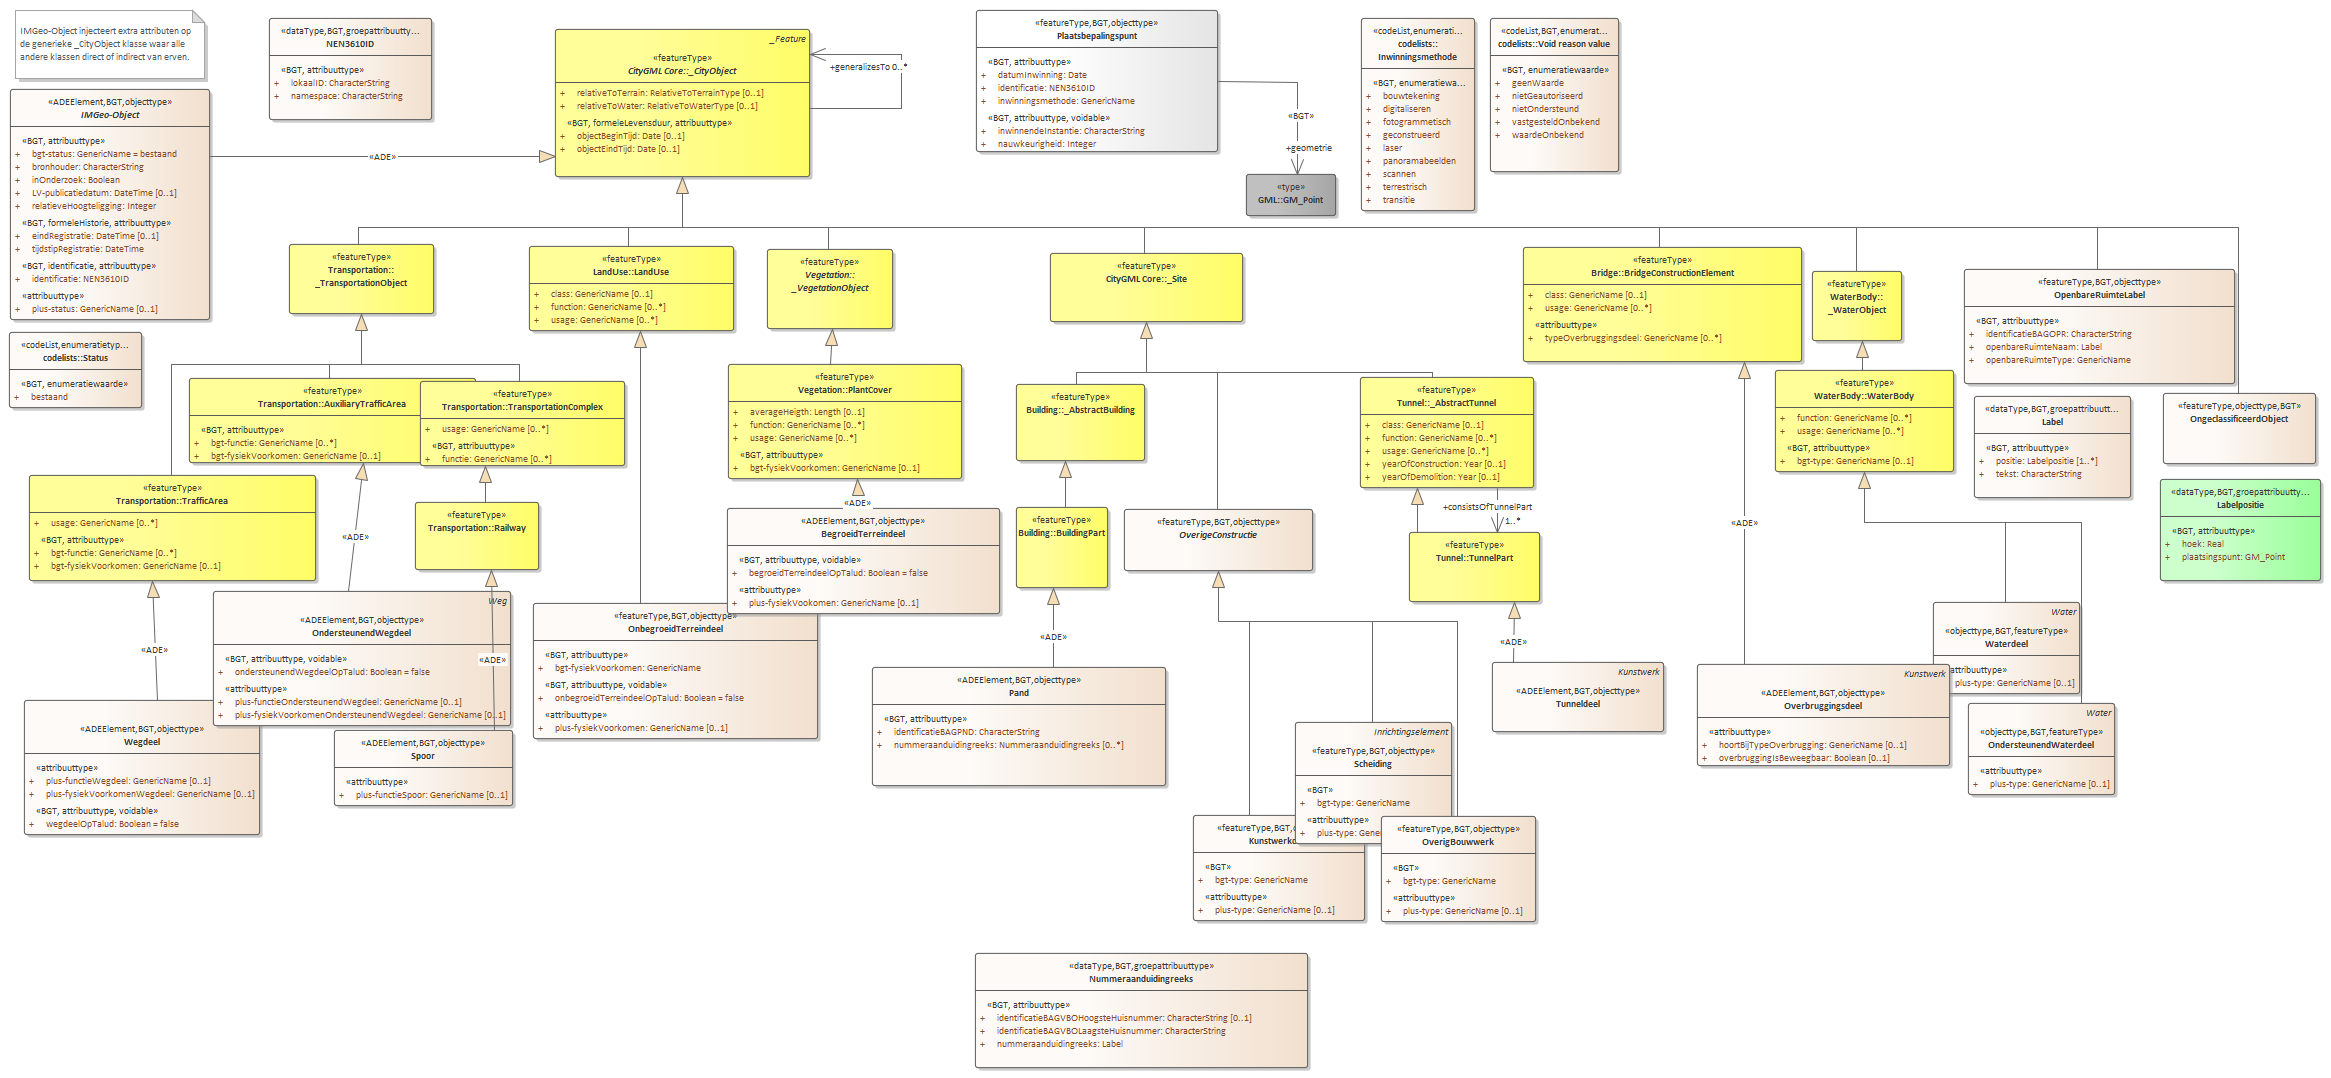 IMGeo-Object injecteert extra attributen op
de generieke _CityObject klasse waar alle
andere klassen direct of indirect van erven.
«ADEElement,BGT,objecttype»
IMGeo-Object
«BGT, attribuuttype»
+ bgt-status: GenericName = bestaand
+ bronhouder: CharacterString
+ inOnderzoek: Boolean
+ LV-publicatiedatum: DateTime [0..1]
+ relatieveHoogteligging: Integer
«BGT, formeleHistorie, attribuuttype»
+ eindRegistratie: DateTime [0..1]
+ tijdstipRegistratie: DateTime
«BGT, identificatie, attribuuttype»
+ identificatie: NEN3610ID
«attribuuttype»
+ plus-status: GenericName [0..1]
«codeList,enumeratietyp...
codelists::Status
«BGT, enumeratiewaarde»
+ bestaand
«dataType,BGT,groepattribuutty...
NEN3610ID
«BGT, attribuuttype»
+ lokaalID: CharacterString
+ namespace: CharacterString
«ADE»
_Feature
«featureType»
CityGML Core::_CityObject
+ relativeToTerrain: RelativeToTerrainType [0..1]
+ relativeToWater: RelativeToWaterType [0..1]
«BGT, formeleLevensduur, attribuuttype»
+ objectBeginTijd: Date [0..1]
+ objectEindTijd: Date [0..1]
+generalizesTo 0..*
«featureType,BGT,objecttype»
Plaatsbepalingspunt
«BGT, attribuuttype»
+ datumInwinning: Date
+ identificatie: NEN3610ID
+ inwinningsmethode: GenericName
«BGT, attribuuttype, voidable»
+ inwinnendeInstantie: CharacterString
+ nauwkeurigheid: Integer
«BGT»
+geometrie
«type»
GML::GM_Point
«codeList,enumerati...
codelists::
Inwinningsmethode
«BGT, enumeratiewa...
+ bouwtekening
+ digitaliseren
+ fotogrammetisch
+ geconstrueerd
+ laser
+ panoramabeelden
+ scannen
+ terrestrisch
+ transitie
«codeList,BGT,enumerat...
codelists::Void reason value
«BGT, enumeratiewaarde»
+ geenWaarde
+ nietGeautoriseerd
+ nietOndersteund
+ vastgesteldOnbekend
+ waardeOnbekend
«featureType»
Transportation::
_TransportationObject
«featureType»
LandUse::LandUse
+ class: GenericName [0..1]
+ function: GenericName [0..*]
+ usage: GenericName [0..*]
«featureType»
Vegetation::
_VegetationObject
«featureType»
CityGML Core::_Site
«featureType»
Bridge::BridgeConstructionElement
+ class: GenericName [0..1]
+ usage: GenericName [0..*]
«attribuuttype»
+ typeOverbruggingsdeel: GenericName [0..*]
«featureType»
WaterBody::
_WaterObject
«featureType,BGT,objecttype»
OpenbareRuimteLabel
«BGT, attribuuttype»
+ identificatieBAGOPR: CharacterString
+ openbareRuimteNaam: Label
+ openbareRuimteType: GenericName
«featureType»
Transportation::AuxiliaryTrafficArea
«BGT, attribuuttype»
+ bgt-functie: GenericName [0..*]
+ bgt-fysiekVoorkomen: GenericName [0..1]
«featureType»
Transportation::TransportationComplex
+ usage: GenericName [0..*]
«BGT, attribuuttype»
+ functie: GenericName [0..*]
«featureType»
Vegetation::PlantCover
+ averageHeigth: Length [0..1]
+ function: GenericName [0..*]
+ usage: GenericName [0..*]
«BGT, attribuuttype»
+ bgt-fysiekVoorkomen: GenericName [0..1]
«featureType»
Building::_AbstractBuilding
«featureType»
Tunnel::_AbstractTunnel
+ class: GenericName [0..1]
+ function: GenericName [0..*]
+ usage: GenericName [0..*]
+ yearOfConstruction: Year [0..1]
+ yearOfDemolition: Year [0..1]
«featureType»
WaterBody::WaterBody
+ function: GenericName [0..*]
+ usage: GenericName [0..*]
«BGT, attribuuttype»
+ bgt-type: GenericName [0..1]
«dataType,BGT,groepattribuutt...
Label
«BGT, attribuuttype»
+ positie: Labelpositie [1..*]
+ tekst: CharacterString
«featureType,objecttype,BGT»
OngeclassificeerdObject
«dataType,BGT,groepattribuutty...
Labelpositie
«BGT, attribuuttype»
+ hoek: Real
+ plaatsingspunt: GM_Point
«featureType»
Transportation::TrafficArea
+ usage: GenericName [0..*]
«BGT, attribuuttype»
+ bgt-functie: GenericName [0..*]
+ bgt-fysiekVoorkomen: GenericName [0..1]
«ADE»
«featureType»
Transportation::Railway
«ADE»
«ADEElement,BGT,objecttype»
BegroeidTerreindeel
«BGT, attribuuttype, voidable»
+ begroeidTerreindeelOpTalud: Boolean = false
«attribuuttype»
+ plus-fysiekVookomen: GenericName [0..1]
«featureType»
Building::BuildingPart
«featureType,BGT,objecttype»
OverigeConstructie
+consistsOfTunnelPart
1..*
«featureType»
Tunnel::TunnelPart
«ADE»
Weg
«ADEElement,BGT,objecttype»
OndersteunendWegdeel
«BGT, attribuuttype, voidable»
+ ondersteunendWegdeelOpTalud: Boolean = false
«attribuuttype»
+ plus-functieOndersteunendWegdeel: GenericName [0..1]
+ plus-fysiekVoorkomenOndersteunendWegdeel: GenericName [0..1]
«ADE»
«ADE»
«featureType,BGT,objecttype»
OnbegroeidTerreindeel
«BGT, attribuuttype»
+ bgt-fysiekVoorkomen: GenericName
«BGT, attribuuttype, voidable»
+ onbegroeidTerreindeelOpTalud: Boolean = false
«attribuuttype»
+ plus-fysiekVoorkomen: GenericName [0..1]
«ADE»
«ADE»
Water
«objecttype,BGT,featureType»
Waterdeel
attribuuttype»
plus-type: GenericName [0..1]
«ADEElement,BGT,objecttype»
Wegdeel
«attribuuttype»
+ plus-functieWegdeel: GenericName [0..1]
+ plus-fysiekVoorkomenWegdeel: GenericName [0..1]
«BGT, attribuuttype, voidable»
+ wegdeelOpTalud: Boolean = false
«ADEElement,BGT,objecttype»
Spoor
«attribuuttype»
+ plus-functieSpoor: GenericName [0..1]
«ADEElement,BGT,objecttype»
Pand
«BGT, attribuuttype»
+ identificatieBAGPND: CharacterString
+ nummeraanduidingreeks: Nummeraanduidingreeks [0..*]
Kunstwerk
«ADEElement,BGT,objecttype»
Tunneldeel
Kunstwerk
«ADEElement,BGT,objecttype»
Overbruggingsdeel
«attribuuttype»
+ hoortBijTypeOverbrugging: GenericName [0..1]
+ overbruggingIsBeweegbaar: Boolean [0..1]
Water
«objecttype,BGT,featureType»
OndersteunendWaterdeel
«attribuuttype»
+ plus-type: GenericName [0..1]
Inrichtingselement
«featureType,BGT,objecttype»
Scheiding
«BGT»
+ bgt-type: GenericName
«attribuuttype»
+ plus-type: Gener
«featureType,BGT,o
Kunstwerkd
«BGT»
+ bgt-type: GenericName
«attribuuttype»
+ plus-type: GenericName [0..1]
«featureType,BGT,objecttype»
OverigBouwwerk
«BGT»
+ bgt-type: GenericName
«attribuuttype»
+ plus-type: GenericName [0..1]
«dataType,BGT,groepattribuuttype»
Nummeraanduidingreeks
«BGT, attribuuttype»
+ identificatieBAGVBOHoogsteHuisnummer: CharacterString [0..1]
+ identificatieBAGVBOLaagsteHuisnummer: CharacterString
+ nummeraanduidingreeks: Label